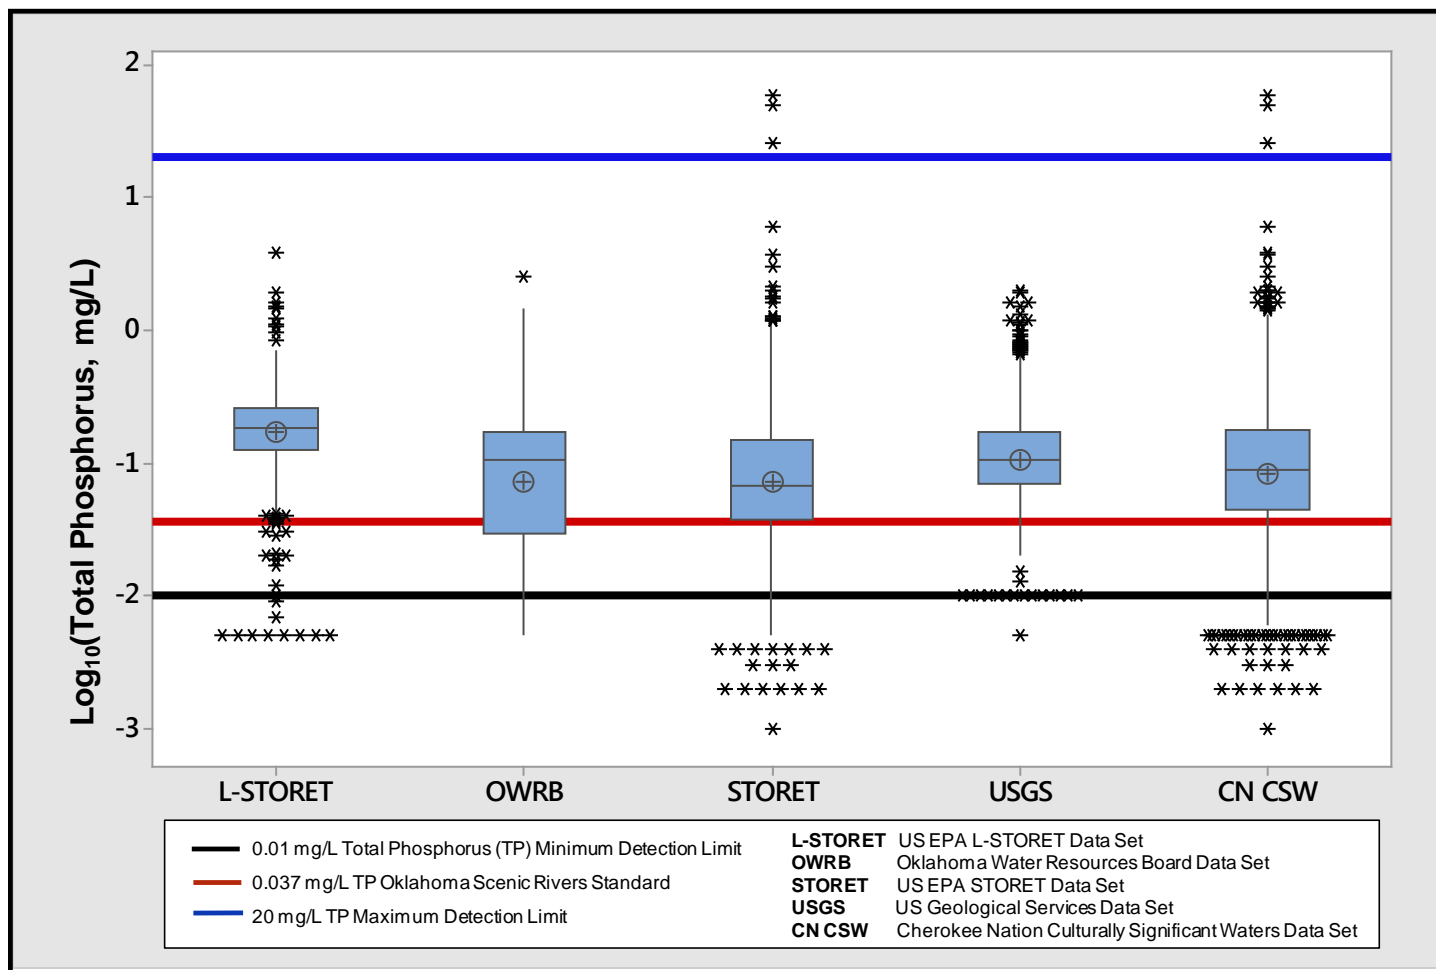 Log10(Total Phosphorus, mg/L)
2
1
0
-1
-2
-3
L-STORET OWRB STORET USGS CN CSW
0.01 mg/L Total Phosphorus (TP) Minimum Detection Limit
0.037 mg/L TP Oklahoma Scenic Rivers Standard
20 mg/L TP Maximum Detection Limit
L-STORET US EPA L-STORET Data Set
OWRB Oklahoma Water Resources Board Data Set
STORET US EPA STORET Data Set
USGS US Geological Services Data Set
CN CSW Cherokee Nation Culturally Significant Waters Data Set